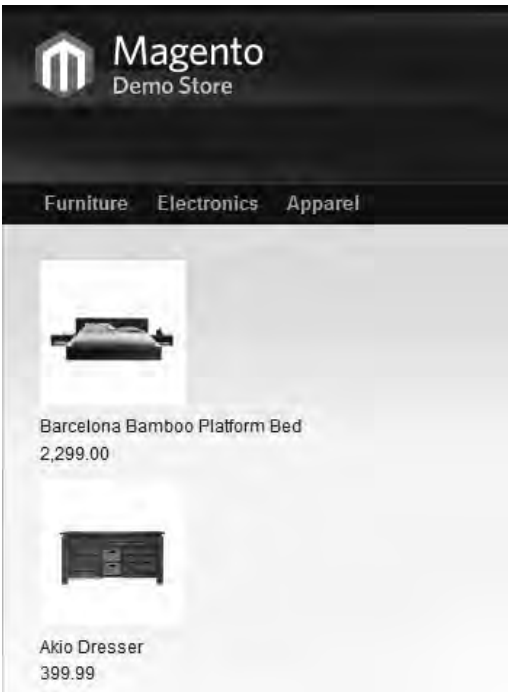 Magento
Demo Store
Furniture Electronics Apparel
Barcelona Bamboo Platform Bed
2,299.00
Akio Dresser
399.99